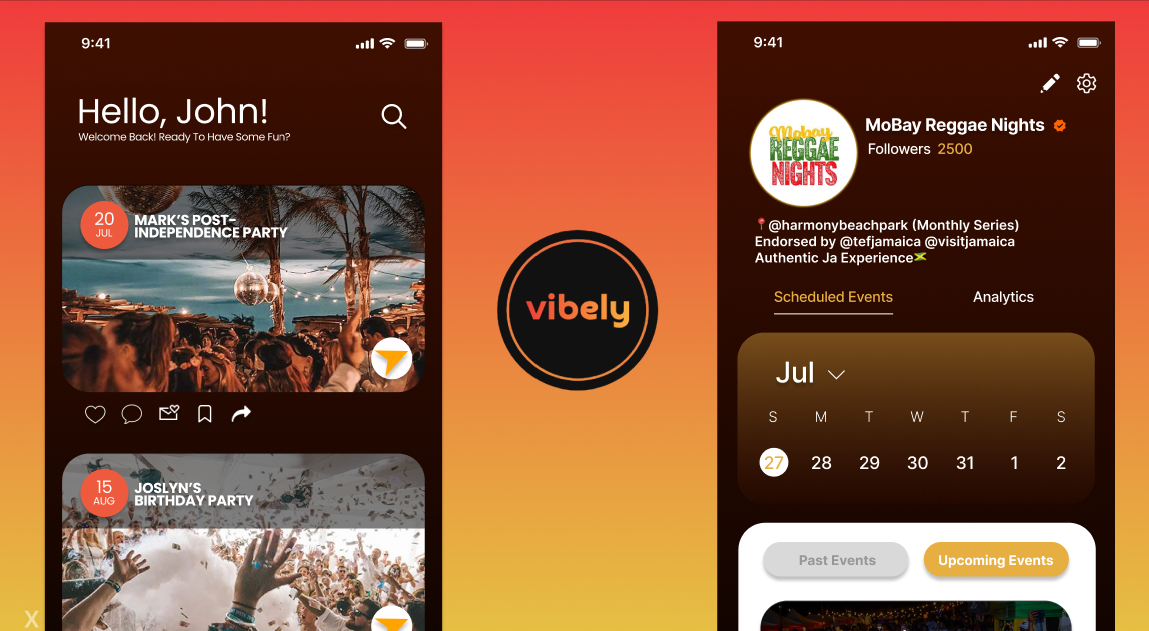 9:41
Hello, John!
Welcome Back! Ready To Have Some Fun?
20
JUL
MARK'S POST-
INDEPENDENCE PARTY
15
AUG
JOSLYN'S
BIRTHDAY PARTY
X
vibely
9:41
Mobay
REGGAE
NIGHTS
MoBay Reggae Nights
Followers 2500
📍@harmonybeachpark (Monthly Series)
Endorsed by @tefjamaica @visitjamaica
Authentic Ja Experience🇯🇲
Scheduled Events Analytics
Jul
S M T W T F S
27 28 29 30 31 1 2
Past Events Upcoming Events